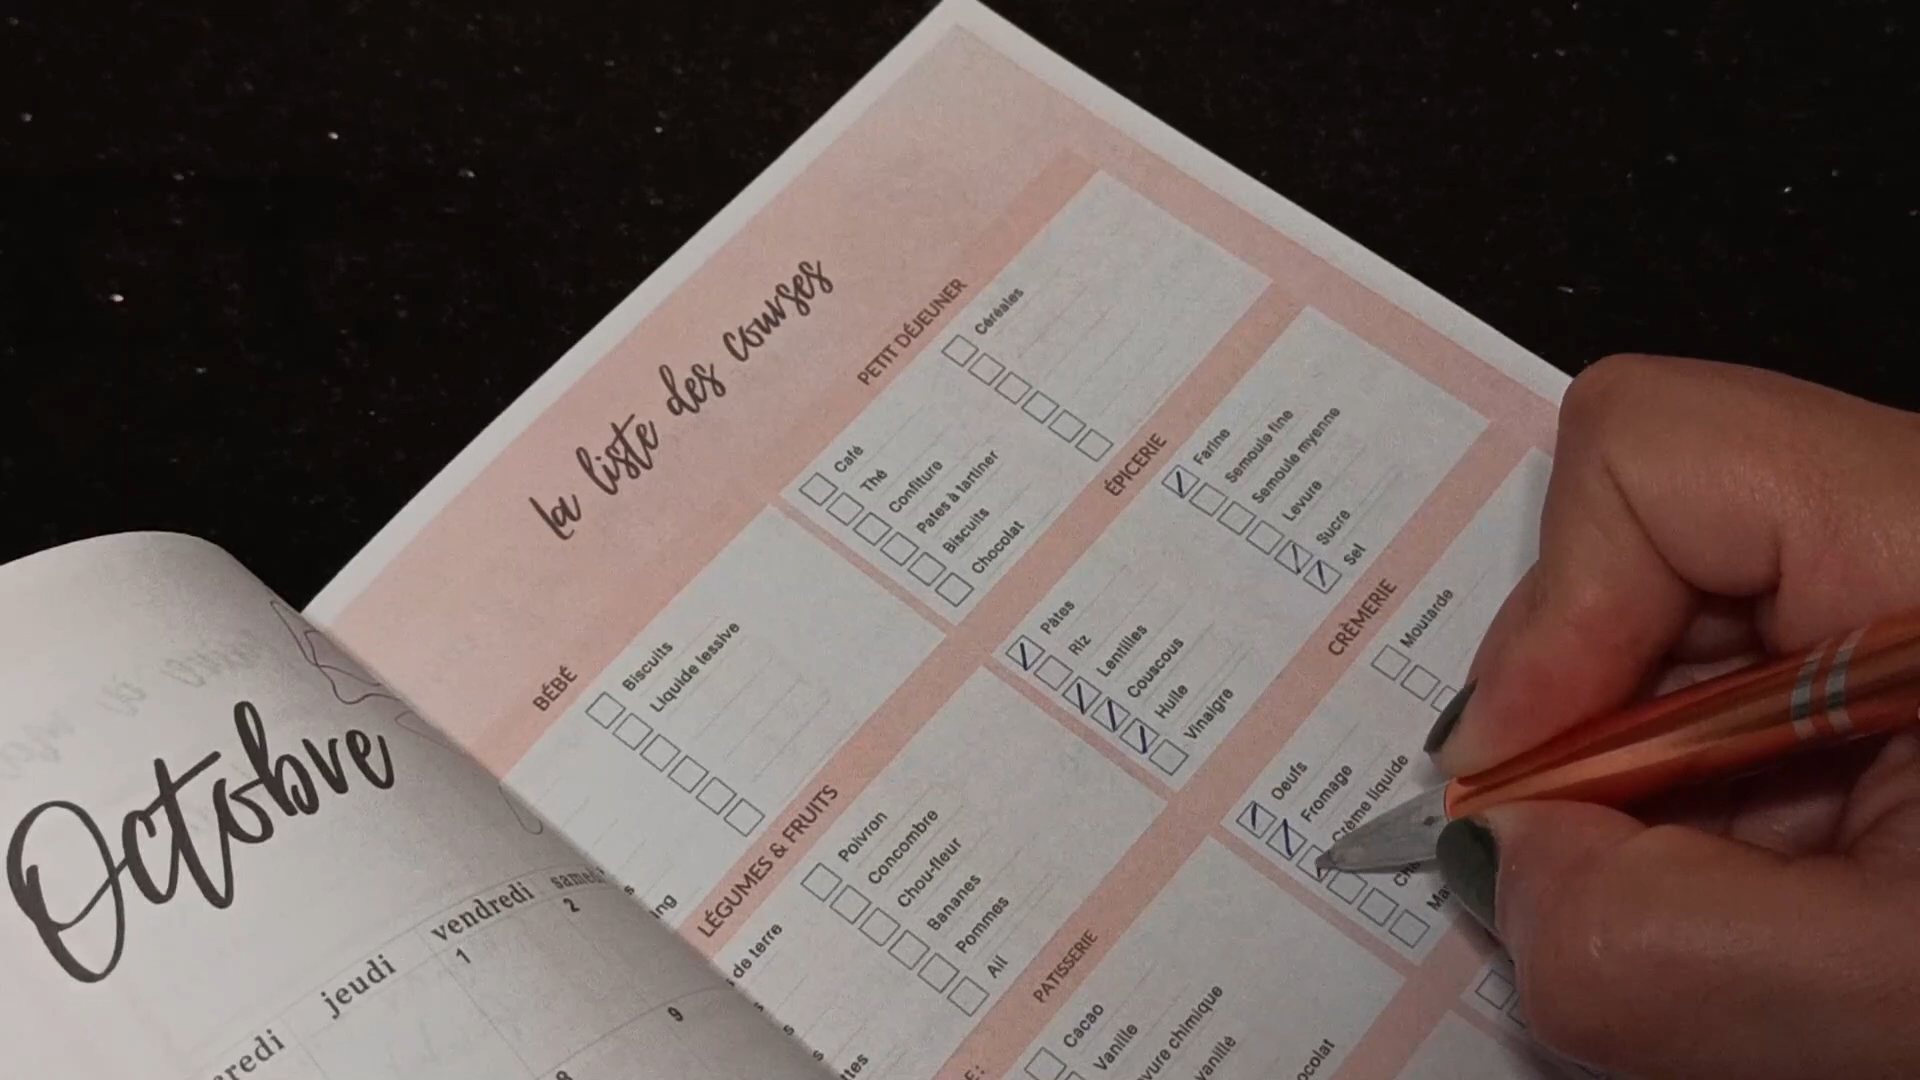 Octobre
jeudi
vendredi
1
2
9
8
la liste des courses
BÉBÉ
Biscuits
Liquide lessive
PETIT DÉJEUNER
Café
Thé
Confiture
Pates à tartiner
Biscuits
Chocolat
Céréales
LÉGUMES & FRUITS
de terre
Poivron
Concombre
Chou-fleur
Bananes
Pommes
Ail
ÉPICERIE
Pâtes
Riz
Lentilles
Couscous
Huile
Vinaigre
Farine
Semoule fine
Semoule myenne
Levure
Sucre
Sel
PATISSERIE
Cacao
Vanille
CRÈMERIE
Oeufs
Fromage
Crème liquide
Moutarde